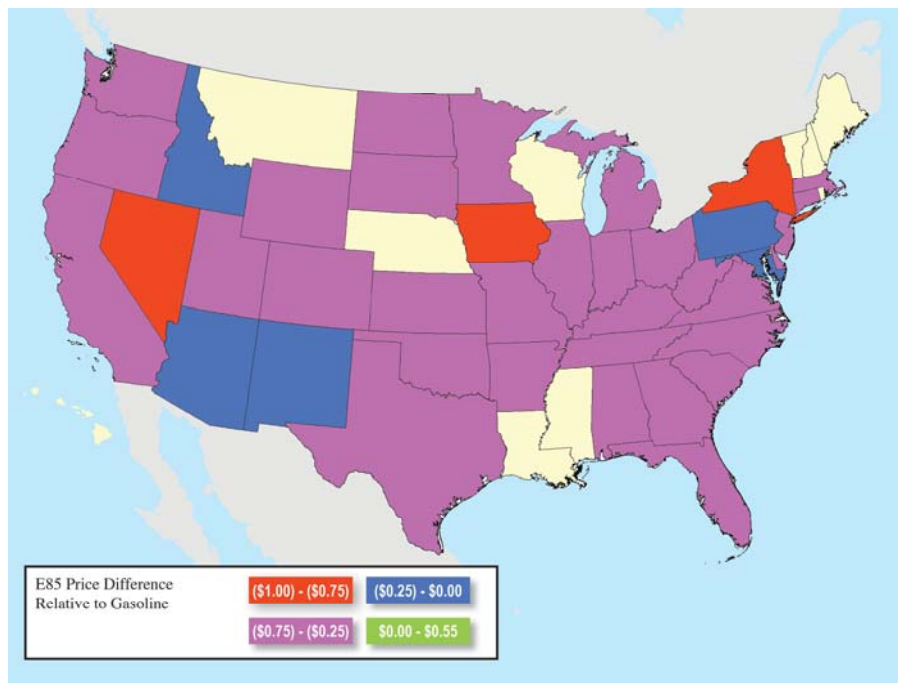 E85 Price Difference
Relative to Gasoline
($1.00) - ($0.75)
($0.25) - $0.00
($0.75) - ($0.25)
$0.00 - $0.55